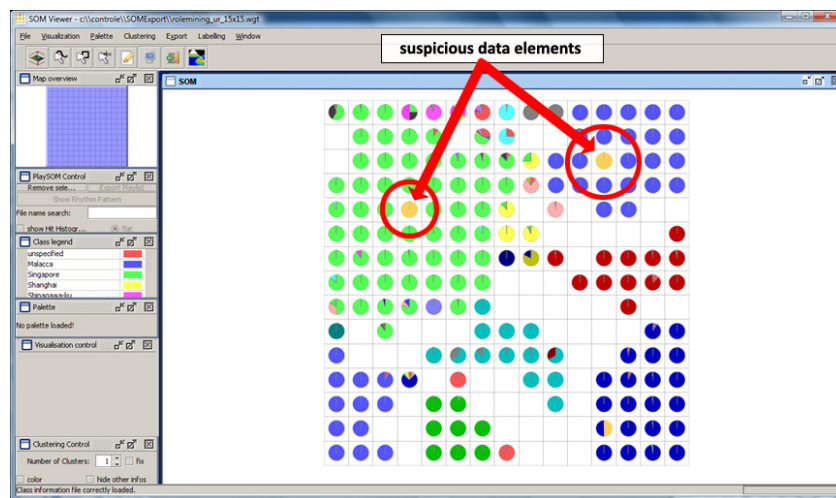 SOM Viewer - c:\\controle\\SOMExport\\rolemining_ur_15x15.wgt
File Visualization Palette Clustering Export Labelling Window
suspicious data elements
Map overview
SOM
PlaySOM Control
Remove sele... Export Playlist
Show Rhythm Pattern
File name search:
show Hit Histogr... flat
Class legend
unspecified
Malacca
Singapore
Shanghai
Shinagawa-ku
Palette
No palette loaded!
Visualisation control
Clustering Control
Number of Clusters: 1 fix
color hide other infos
Class information file correctly loaded.